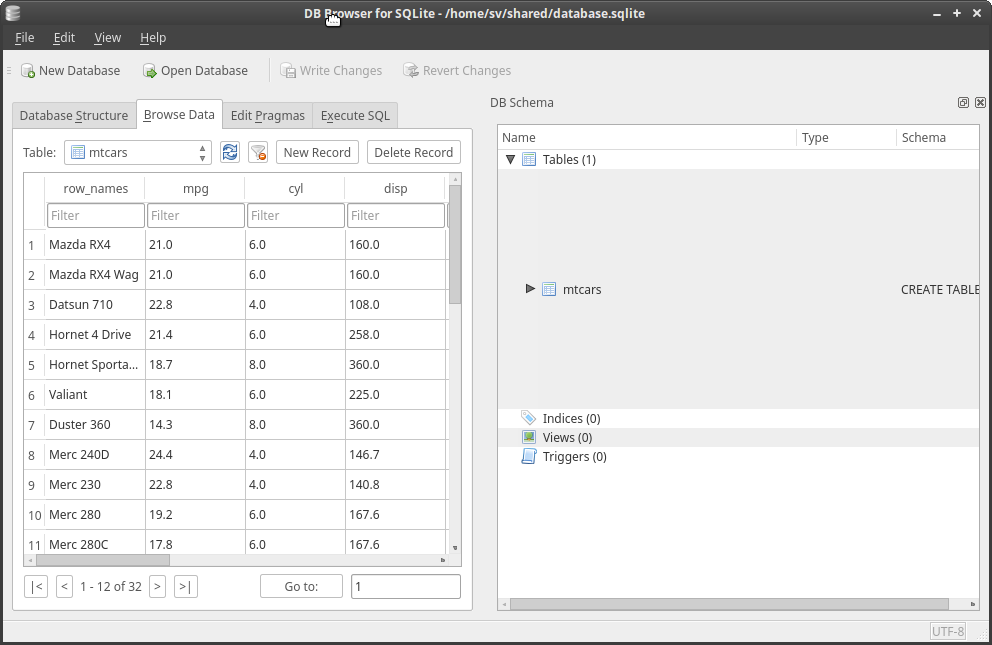 DB Browser for SQLite - /home/sv/shared/database.sqlite
File Edit View Help
New Database Open Database Write Changes Revert Changes
Database Structure Browse Data Edit Pragmas Execute SQL
Table: mtcars New Record Delete Record
row_names mpg cyl disp
Filter Filter Filter Filter
1 Mazda RX4 21.0 6.0 160.0
2 Mazda RX4 Wag 21.0 6.0 160.0
3 Datsun 710 22.8 4.0 108.0
4 Hornet 4 Drive 21.4 6.0 258.0
5 Hornet Sporta... 18.7 8.0 360.0
6 Valiant 18.1 6.0 225.0
7 Duster 360 14.3 8.0 360.0
8 Merc 240D 24.4 4.0 146.7
9 Merc 230 22.8 4.0 140.8
10 Merc 280 19.2 6.0 167.6
11 Merc 280C 17.8 6.0 167.6
|< < 1 - 12 of 32 > >| Go to: 1
DB Schema
Name Type Schema
Tables (1)
mtcars CREATE TABLE
Indices (0)
Views (0)
Triggers (0)
UTF-8